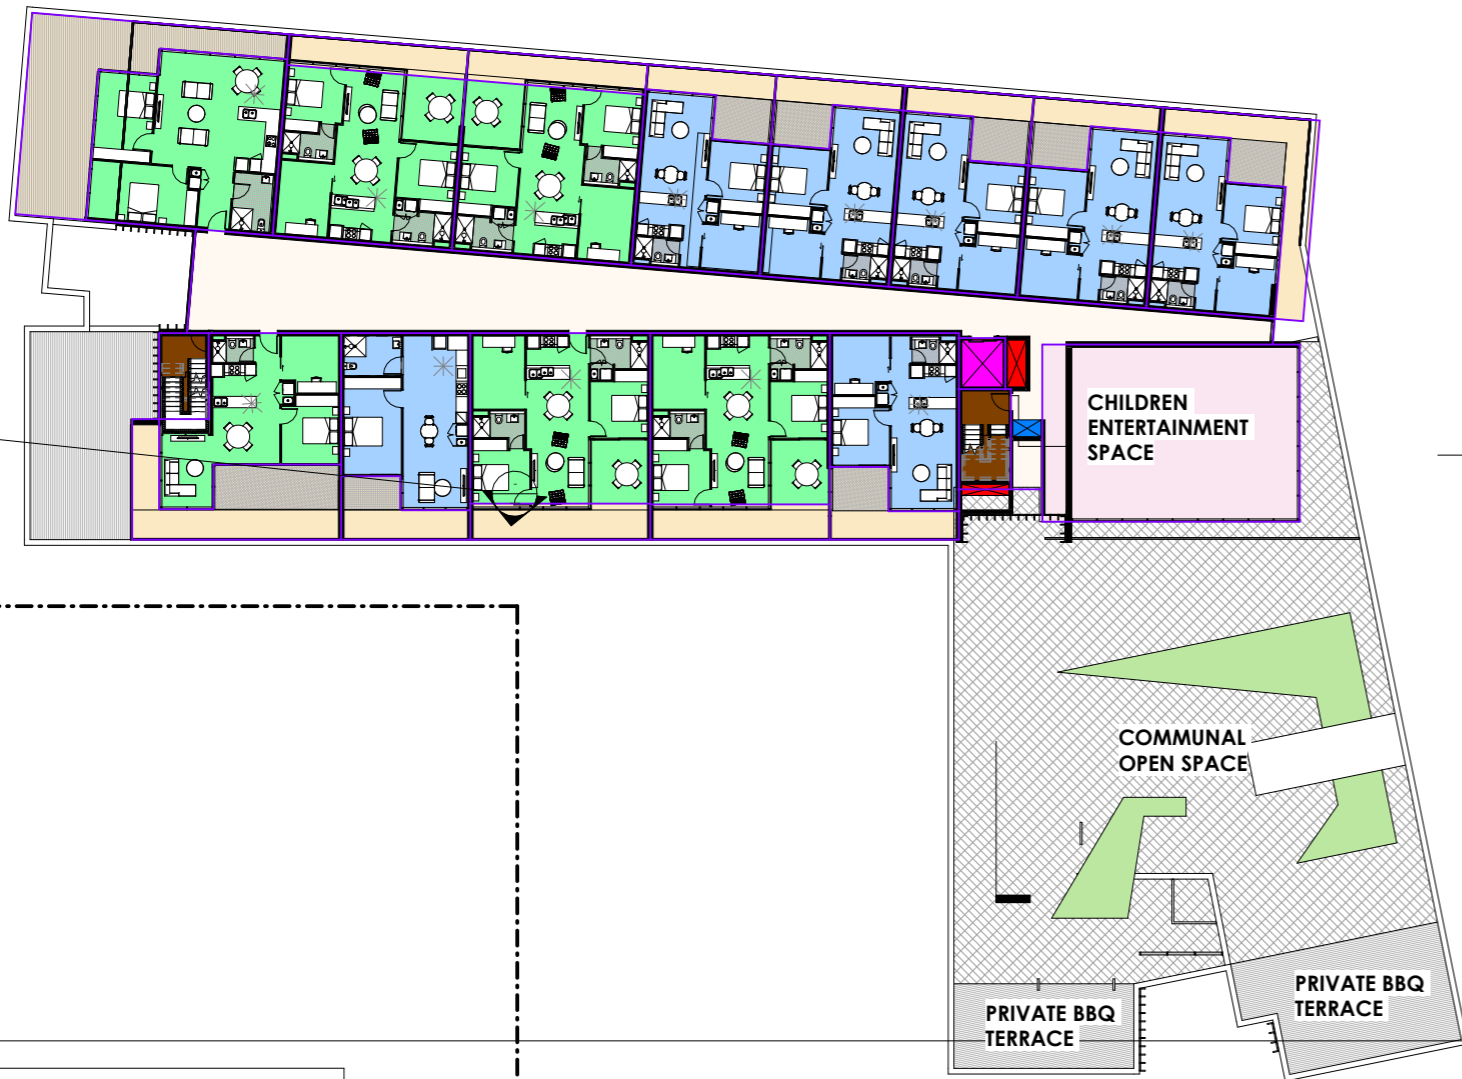 CHILDREN
ENTERTAINMENT
SPACE
COMMUNAL
OPEN SPACE
PRIVATE BBQ
TERRACE
PRIVATE BBQ
TERRACE